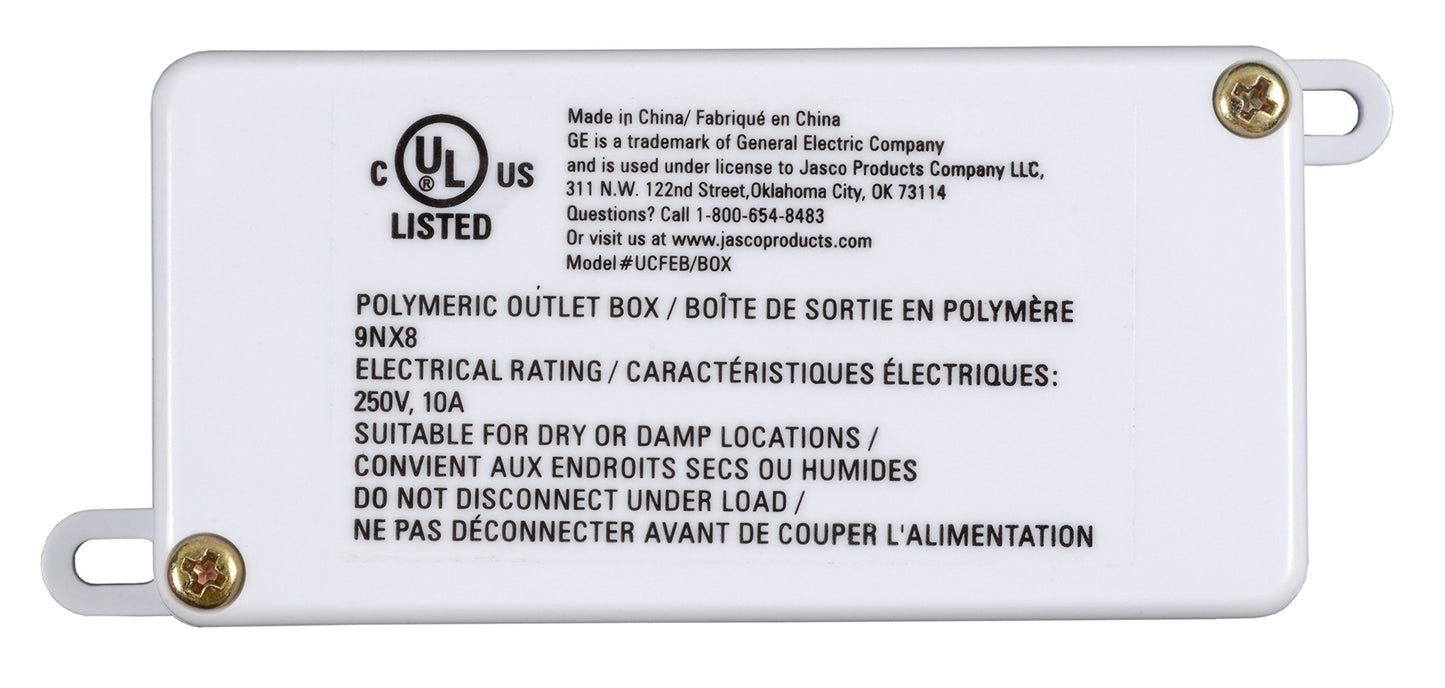 C UL® US
LISTED
Made in China/ Fabriqué en China
GE is a trademark of General Electric Company
and is used under license to Jasco Products Company LLC,
311 N.W. 122nd Street,Oklahoma City, OK 73114
Questions? Call 1-800-654-8483
Or visit us at www.jascoproducts.com
Model#UCFEB/BOX
POLYMERIC OUTLET BOX / BOÎTE DE SORTIE EN POLYMÈRE
9NX8
ELECTRICAL RATING / CARACTÉRISTIQUES ÉLECTRIQUES:
250V, 10A
SUITABLE FOR DRY OR DAMP LOCATIONS /
CONVIENT AUX ENDROITS SECS OU HUMIDES
DO NOT DISCONNECT UNDER LOAD /
NE PAS DÉCONNECTER AVANT DE COUPER L'ALIMENTATION